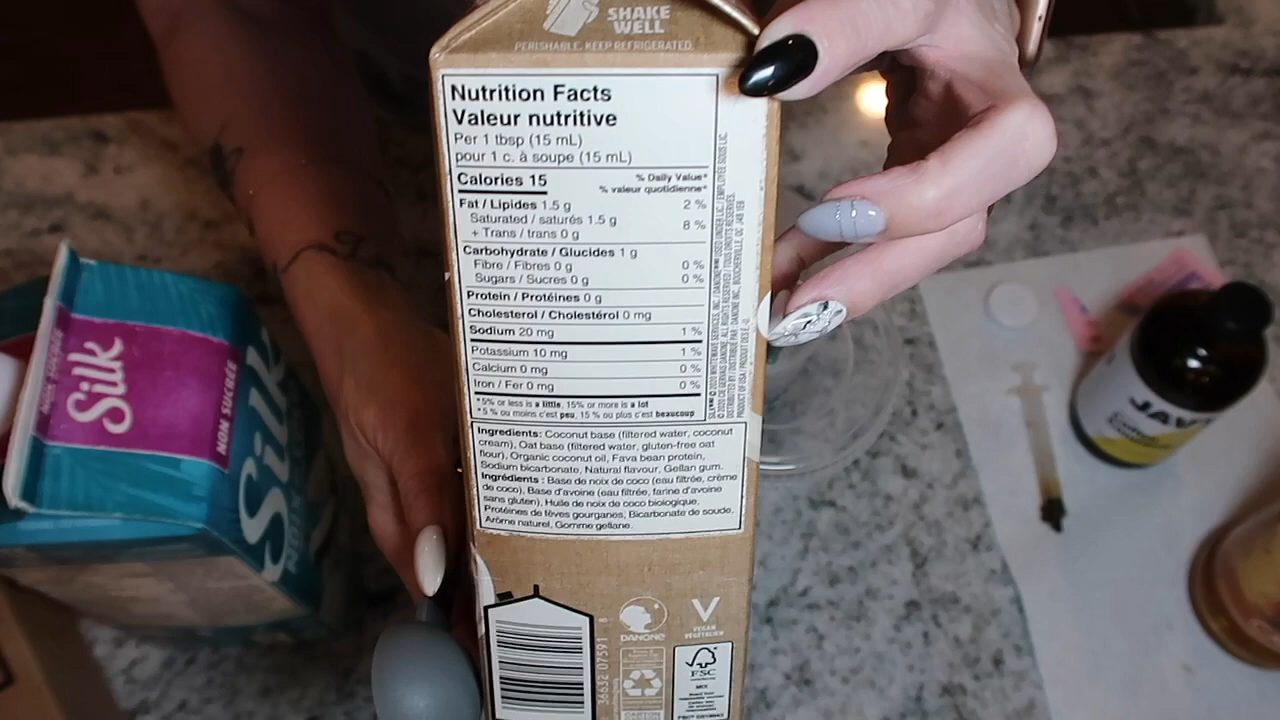 SHAKE
WELL
PERISHABLE. KEEP REFRIGERATED.
Nutrition Facts
Valeur nutritive
Per 1 tbsp (15 mL)
pour 1 c. à soupe (15 mL)
Calories 15
% Daily Value*
% valeur quotidienne*
Fat / Lipides 1.5 g 2 %
Saturated / saturés 1.5 g
+ Trans / trans 0 g 8 %
Carbohydrate / Glucides 1 g
Fibre / Fibres 0 g 0 %
Sugars / Sucres 0 g 0 %
Protein / Protéines 0 g
Cholesterol / Cholestérol 0 mg
Sodium 20 mg 1 %
Potassium 10 mg 1 %
Calcium 0 mg 0 %
Iron / Fer 0 mg 0 %
*5% or less is a little, 15% or more is a lot
*5 % ou moins c'est peu, 15 % ou plus c'est beaucoup
Ingredients: Coconut base (filtered water, coconut
cream), Oat base (filtered water, gluten-free oat
flour), Organic coconut oil, Fava bean protein,
Sodium bicarbonate, Natural flavour, Gellan gum.
Ingrédients : Base de noix de coco (eau filtrée, crème
de coco), Base d'avoine (eau filtrée, farine d'avoine
sans gluten), Huile de noix de coco biologique,
Protéines de fèves gourganes, Bicarbonate de soude,
Arôme naturel, Gomme gellane.
DANONE
VEGAN
VÉGÉTALIEN
FSC
MIX
36632 07591 8
Silk
NON SUCRÉE
Silk
JAV